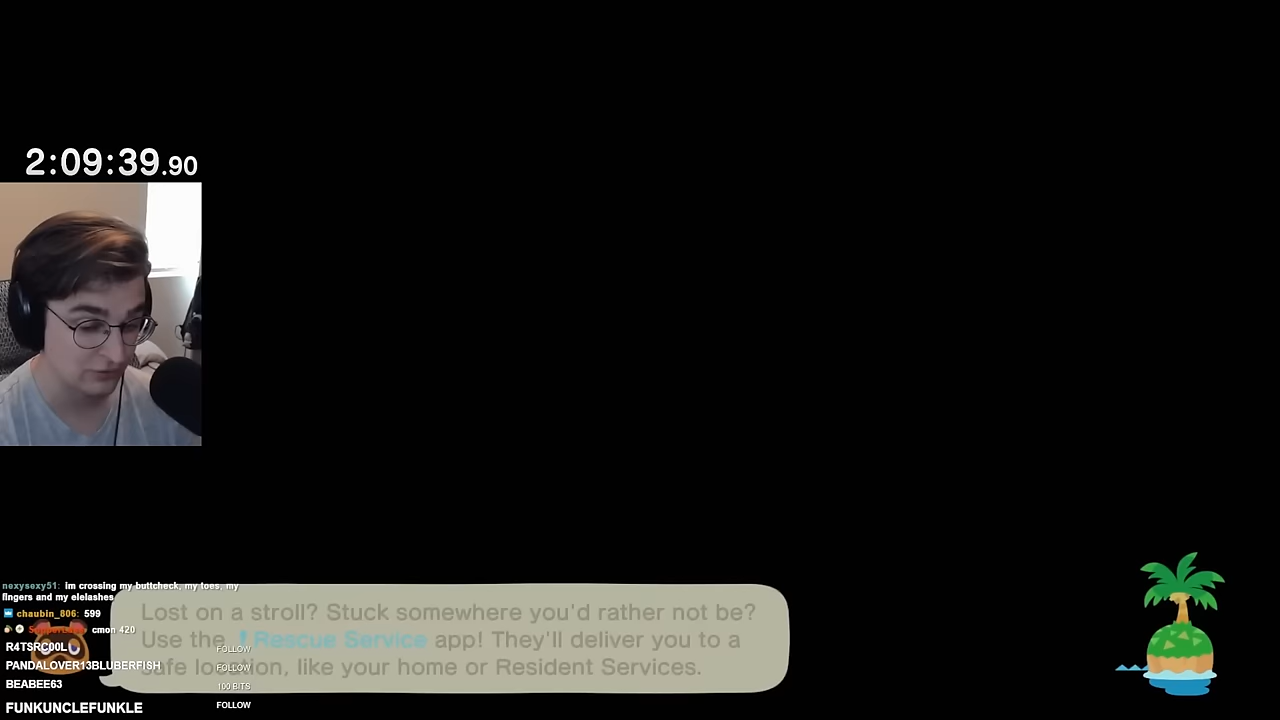 2:09:39.90
nexysexy51: im crossing my buttcheck, my toes, my
fingers and my elelashes
chaubin_806: 599
cmon 420
R4TSRC00L
FOLLOW
PANDALOVER13BLUBERFISH
FOLLOW
BEABEE63
100 BITS
FUNKUNCLEFUNKLE
FOLLOW
Lost on a stroll? Stuck somewhere you'd rather not be?
Use the Rescue Service app! They'll deliver you to a
safe location, like your home or Resident Services.